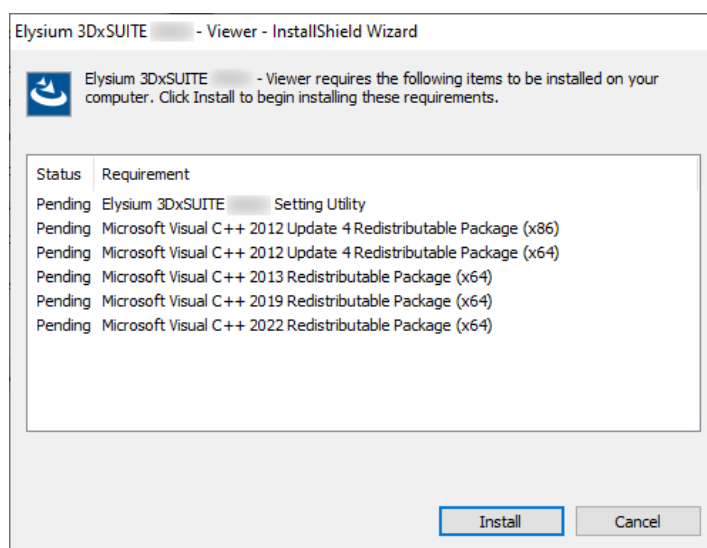 Elysium 3DxSUITE - Viewer - InstallShield Wizard
Elysium 3DxSUITE - Viewer requires the following items to be installed on your
computer. Click Install to begin installing these requirements.
Status Requirement
Pending Elysium 3DxSUITE Setting Utility
Pending Microsoft Visual C++ 2012 Update 4 Redistributable Package (x86)
Pending Microsoft Visual C++ 2012 Update 4 Redistributable Package (x64)
Pending Microsoft Visual C++ 2013 Redistributable Package (x64)
Pending Microsoft Visual C++ 2019 Redistributable Package (x64)
Pending Microsoft Visual C++ 2022 Redistributable Package (x64)
Install Cancel